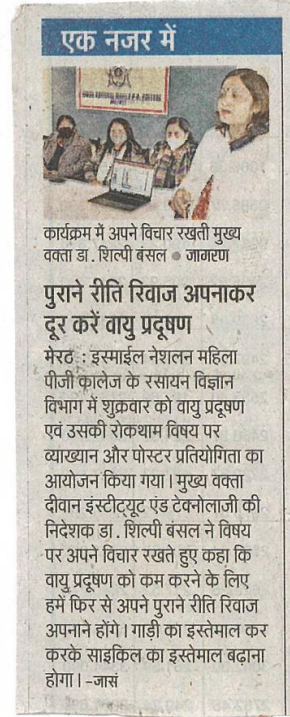 एक नजर में
कार्यक्रम में अपने विचार रखती मुख्य
वक्ता डा. शिल्पी बंसल ● जागरण
पुराने रीति रिवाज अपनाकर
दूर करें वायु प्रदूषण
मेरठ : इस्माईल नेशलन महिला
पीजी कालेज के रसायन विज्ञान
विभाग में शुक्रवार को वायु प्रदूषण
एवं उसकी रोकथाम विषय पर
व्याख्यान और पोस्टर प्रतियोगिता का
आयोजन किया गया। मुख्य वक्ता
दीवान इंस्टीट्यूट एंड टेक्नोलाजी की
निदेशक डा. शिल्पी बंसल ने विषय
पर अपने विचार रखते हुए कहा कि
वायु प्रदूषण को कम करने के लिए
हमें फिर से अपने पुराने रीति रिवाज
अपनाने होंगे। गाड़ी का इस्तेमाल कर
करके साइकिल का इस्तेमाल बढ़ाना
होगा। -जासं